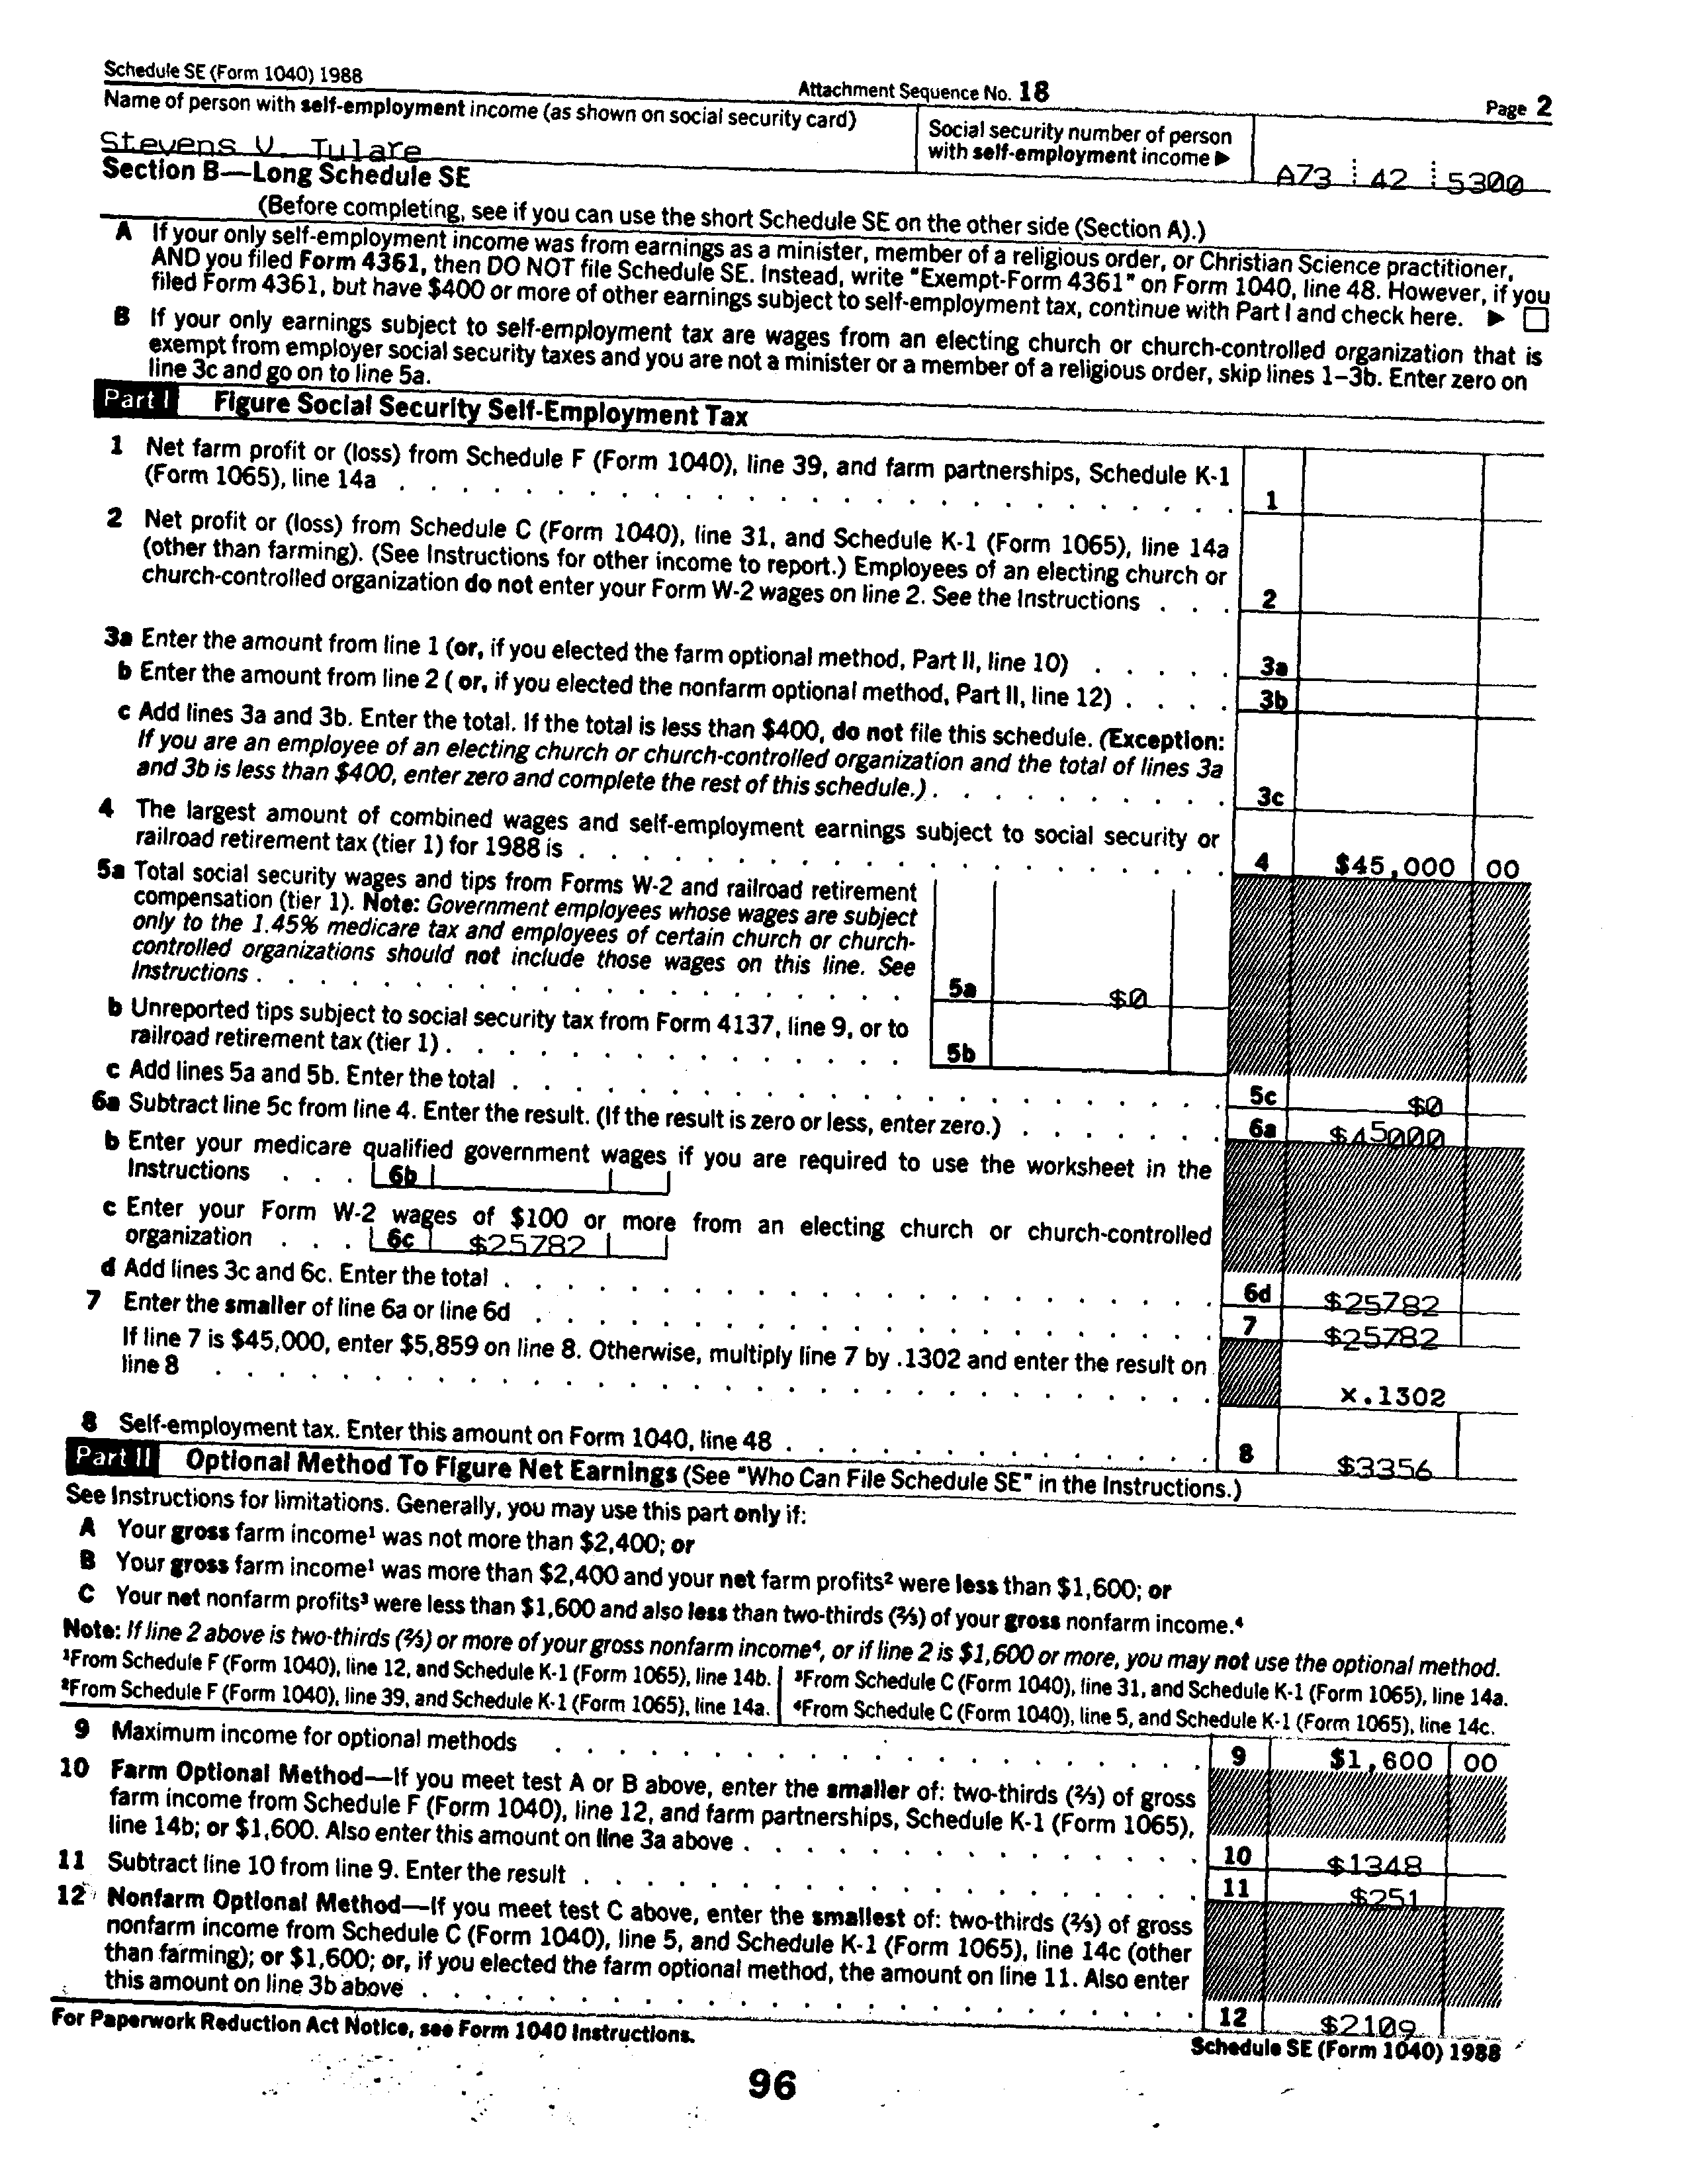 Schedule SE (Form 1040) 1988
Attachment Sequence No. 18
Page 2
Name of person with self-employment income (as shown on social security card)
Stevens V. Tulare
Social security number of person
with self-employment income ▶
A73 42 5300
Section B—Long Schedule SE
(Before completing, see if you can use the short Schedule SE on the other side (Section A).)
A If your only self-employment income was from earnings as a minister, member of a religious order, or Christian Science practitioner,
AND you filed Form 4361, then DO NOT file Schedule SE. Instead, write "Exempt-Form 4361" on Form 1040, line 48. However, if you
filed Form 4361, but have $400 or more of other earnings subject to self-employment tax, continue with Part I and check here. ▶ ☐
B If your only earnings subject to self-employment tax are wages from an electing church or church-controlled organization that is
exempt from employer social security taxes and you are not a minister or a member of a religious order, skip lines 1–3b. Enter zero on
line 3c and go on to line 5a.
Part I Figure Social Security Self-Employment Tax
1 Net farm profit or (loss) from Schedule F (Form 1040), line 39, and farm partnerships, Schedule K-1
(Form 1065), line 14a . . . 1
2 Net profit or (loss) from Schedule C (Form 1040), line 31, and Schedule K-1 (Form 1065), line 14a
(other than farming). (See Instructions for other income to report.) Employees of an electing church or
church-controlled organization do not enter your Form W-2 wages on line 2. See the Instructions . . . 2
3a Enter the amount from line 1 (or, if you elected the farm optional method, Part II, line 10) . . . . . 3a
b Enter the amount from line 2 ( or, if you elected the nonfarm optional method, Part II, line 12) . . . . 3b
c Add lines 3a and 3b. Enter the total. If the total is less than $400, do not file this schedule. (Exception:
If you are an employee of an electing church or church-controlled organization and the total of lines 3a
and 3b is less than $400, enter zero and complete the rest of this schedule.) . . . 3c
4 The largest amount of combined wages and self-employment earnings subject to social security or
railroad retirement tax (tier 1) for 1988 is . . . 4 $45,000 00
5a Total social security wages and tips from Forms W-2 and railroad retirement
compensation (tier 1). Note: Government employees whose wages are subject
only to the 1.45% medicare tax and employees of certain church or church-
controlled organizations should not include those wages on this line. See
Instructions . . . 5a $0
b Unreported tips subject to social security tax from Form 4137, line 9, or to
railroad retirement tax (tier 1) . . . 5b
c Add lines 5a and 5b. Enter the total . . . 5c $0
6a Subtract line 5c from line 4. Enter the result. (If the result is zero or less, enter zero.) . . . 6a $45000
b Enter your medicare qualified government wages if you are required to use the worksheet in the
Instructions . . . 6b
c Enter your Form W-2 wages of $100 or more from an electing church or church-controlled
organization . . . 6c $25782
d Add lines 3c and 6c. Enter the total . . . 6d $25782
7 Enter the smaller of line 6a or line 6d . . . 7 $25782
If line 7 is $45,000, enter $5,859 on line 8. Otherwise, multiply line 7 by .1302 and enter the result on
line 8 . . . x.1302
8 Self-employment tax. Enter this amount on Form 1040, line 48 . . . 8 $3356
Part II Optional Method To Figure Net Earnings (See "Who Can File Schedule SE" in the Instructions.)
See Instructions for limitations. Generally, you may use this part only if:
A Your gross farm income¹ was not more than $2,400; or
B Your gross farm income¹ was more than $2,400 and your net farm profits² were less than $1,600; or
C Your net nonfarm profits³ were less than $1,600 and also less than two-thirds (⅔) of your gross nonfarm income.⁴
Note: If line 2 above is two-thirds (⅔) or more of your gross nonfarm income⁴, or if line 2 is $1,600 or more, you may not use the optional method.
¹From Schedule F (Form 1040), line 12, and Schedule K-1 (Form 1065), line 14b.
³From Schedule C (Form 1040), line 31, and Schedule K-1 (Form 1065), line 14a.
²From Schedule F (Form 1040), line 39, and Schedule K-1 (Form 1065), line 14a.
⁴From Schedule C (Form 1040), line 5, and Schedule K-1 (Form 1065), line 14c.
9 Maximum income for optional methods . . . 9 $1,600 00
10 Farm Optional Method—If you meet test A or B above, enter the smaller of: two-thirds (⅔) of gross
farm income from Schedule F (Form 1040), line 12, and farm partnerships, Schedule K-1 (Form 1065),
line 14b; or $1,600. Also enter this amount on line 3a above . . . 10 $1348
11 Subtract line 10 from line 9. Enter the result . . . 11 $251
12 Nonfarm Optional Method—If you meet test C above, enter the smallest of: two-thirds (⅔) of gross
nonfarm income from Schedule C (Form 1040), line 5, and Schedule K-1 (Form 1065), line 14c (other
than farming); or $1,600; or, if you elected the farm optional method, the amount on line 11. Also enter
this amount on line 3b above . . . 12 $2109
For Paperwork Reduction Act Notice, see Form 1040 Instructions.
Schedule SE (Form 1040) 1988
96